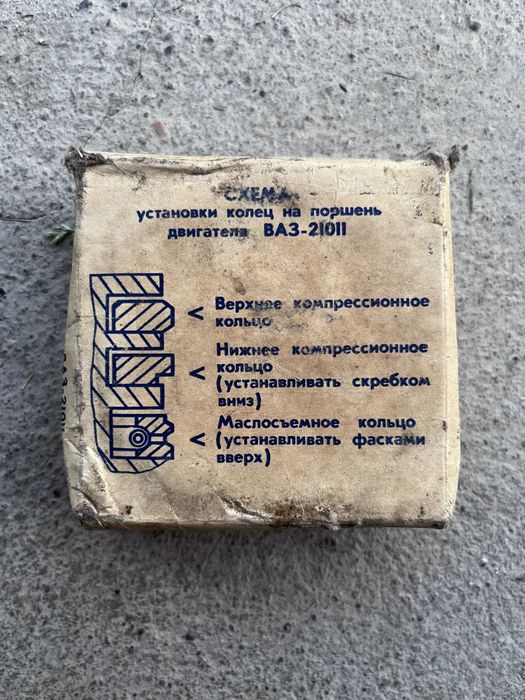 СХЕМА
установки колец на поршень
двигателя ВАЗ-21011
< Верхнее компрессионное
кольцо
Нижнее компрессионное
< кольцо
(устанавливать скребком
вниз)
Маслосъемное кольцо
< (устанавливать фасками
вверх)